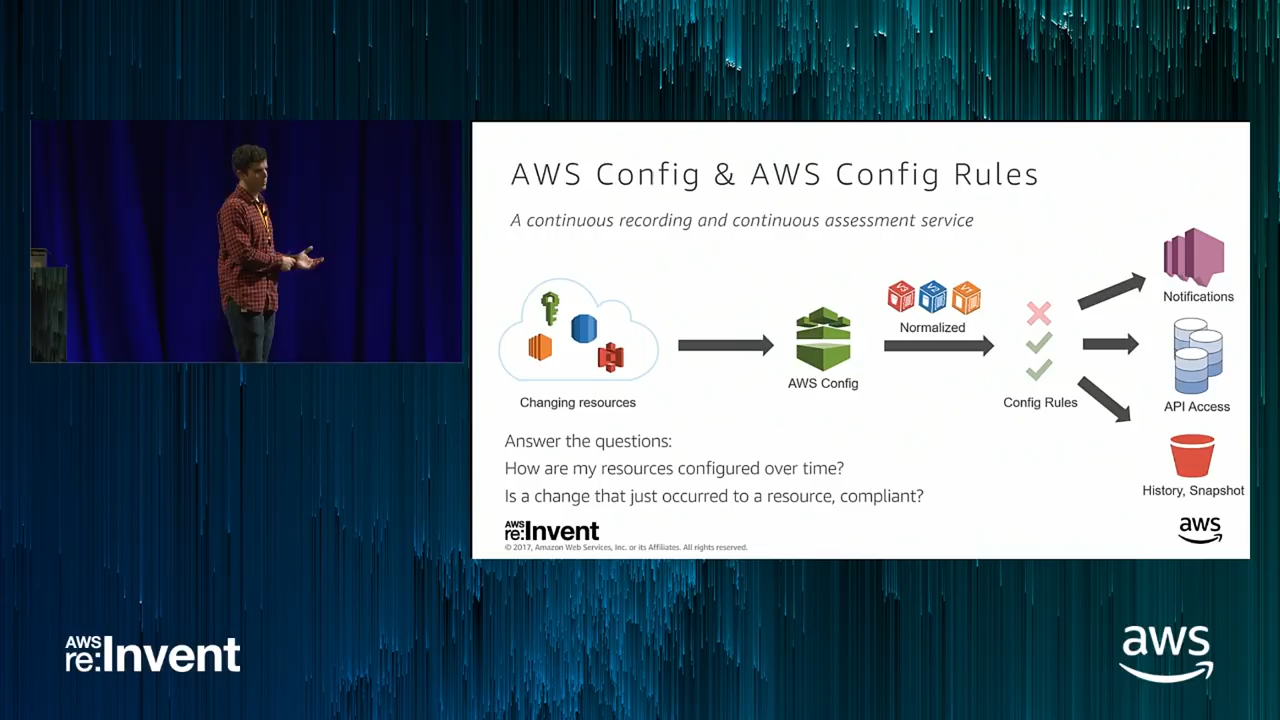 AWS Config & AWS Config Rules
A continuous recording and continuous assessment service
Changing resources
AWS Config
V3 V2 V1
Normalized
Config Rules
Notifications
API Access
History, Snapshot
Answer the questions:
How are my resources configured over time?
Is a change that just occurred to a resource, compliant?
AWS
re:Invent
© 2017, Amazon Web Services, Inc. or its Affiliates. All rights reserved.
aws
AWS
re:Invent
aws